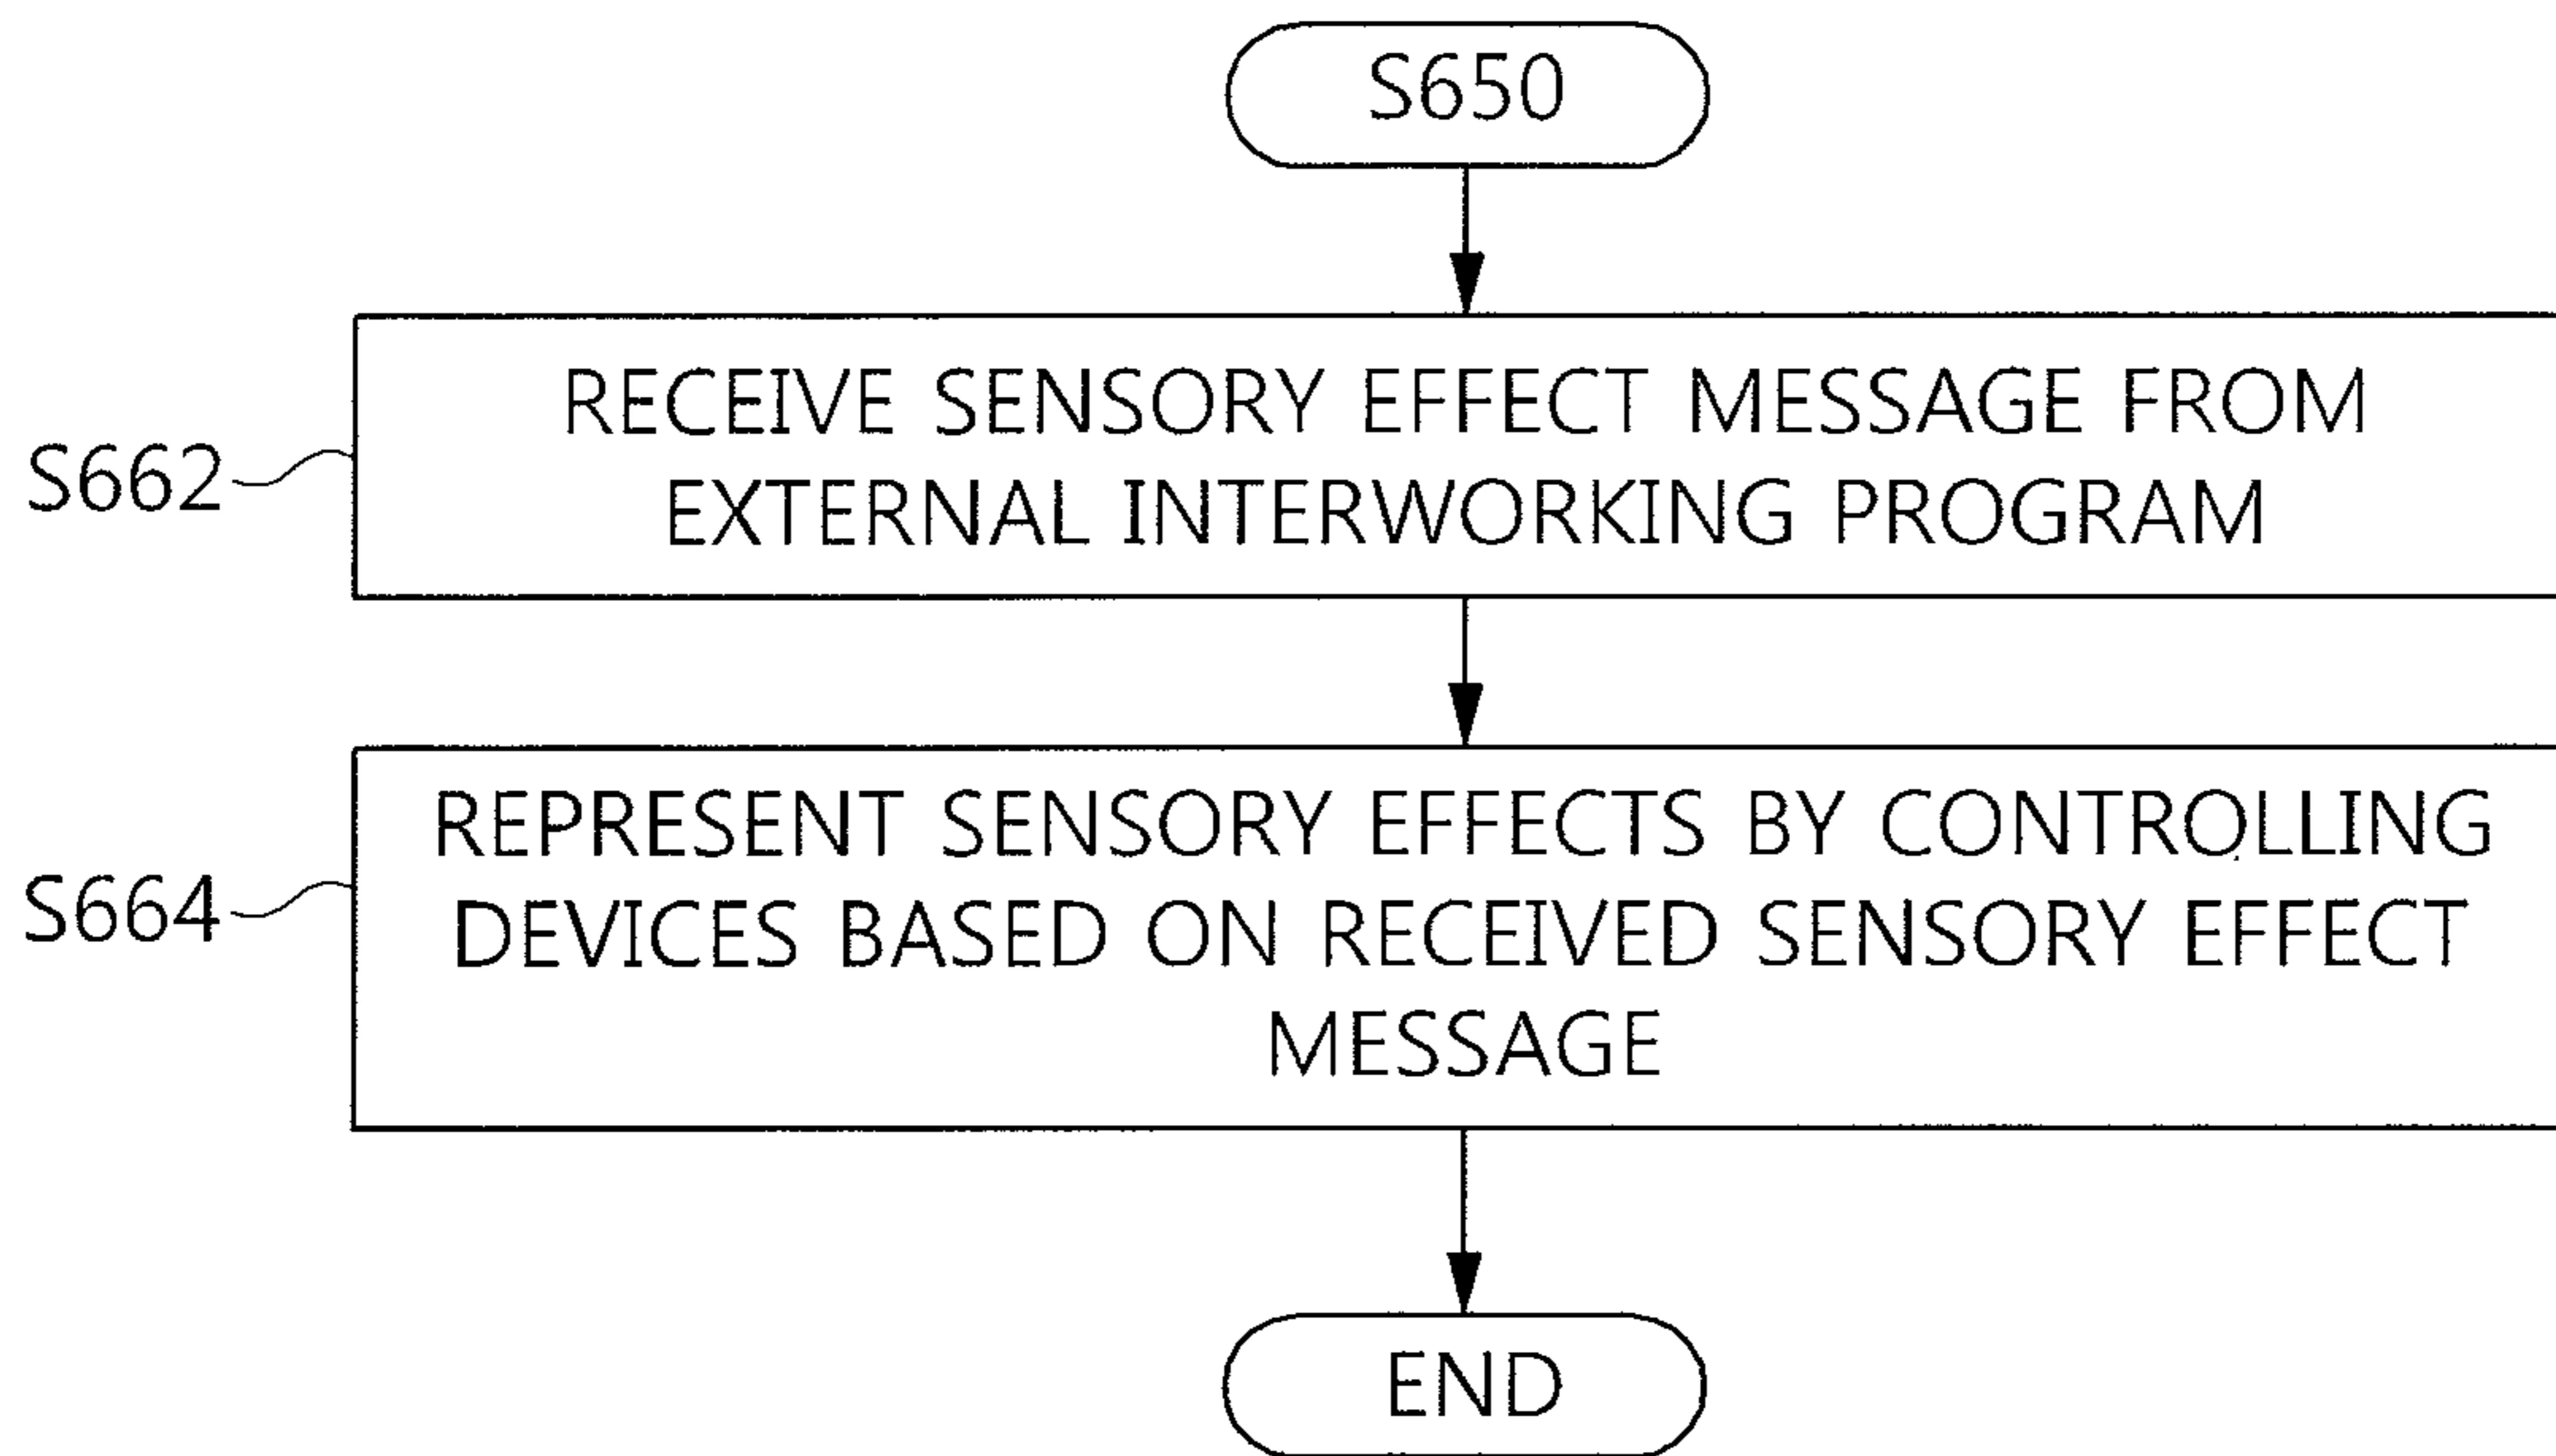 S650
RECEIVE SENSORY EFFECT MESSAGE FROM
EXTERNAL INTERWORKING PROGRAM
S662
REPRESENT SENSORY EFFECTS BY CONTROLLING
DEVICES BASED ON RECEIVED SENSORY EFFECT
MESSAGE
S664
END